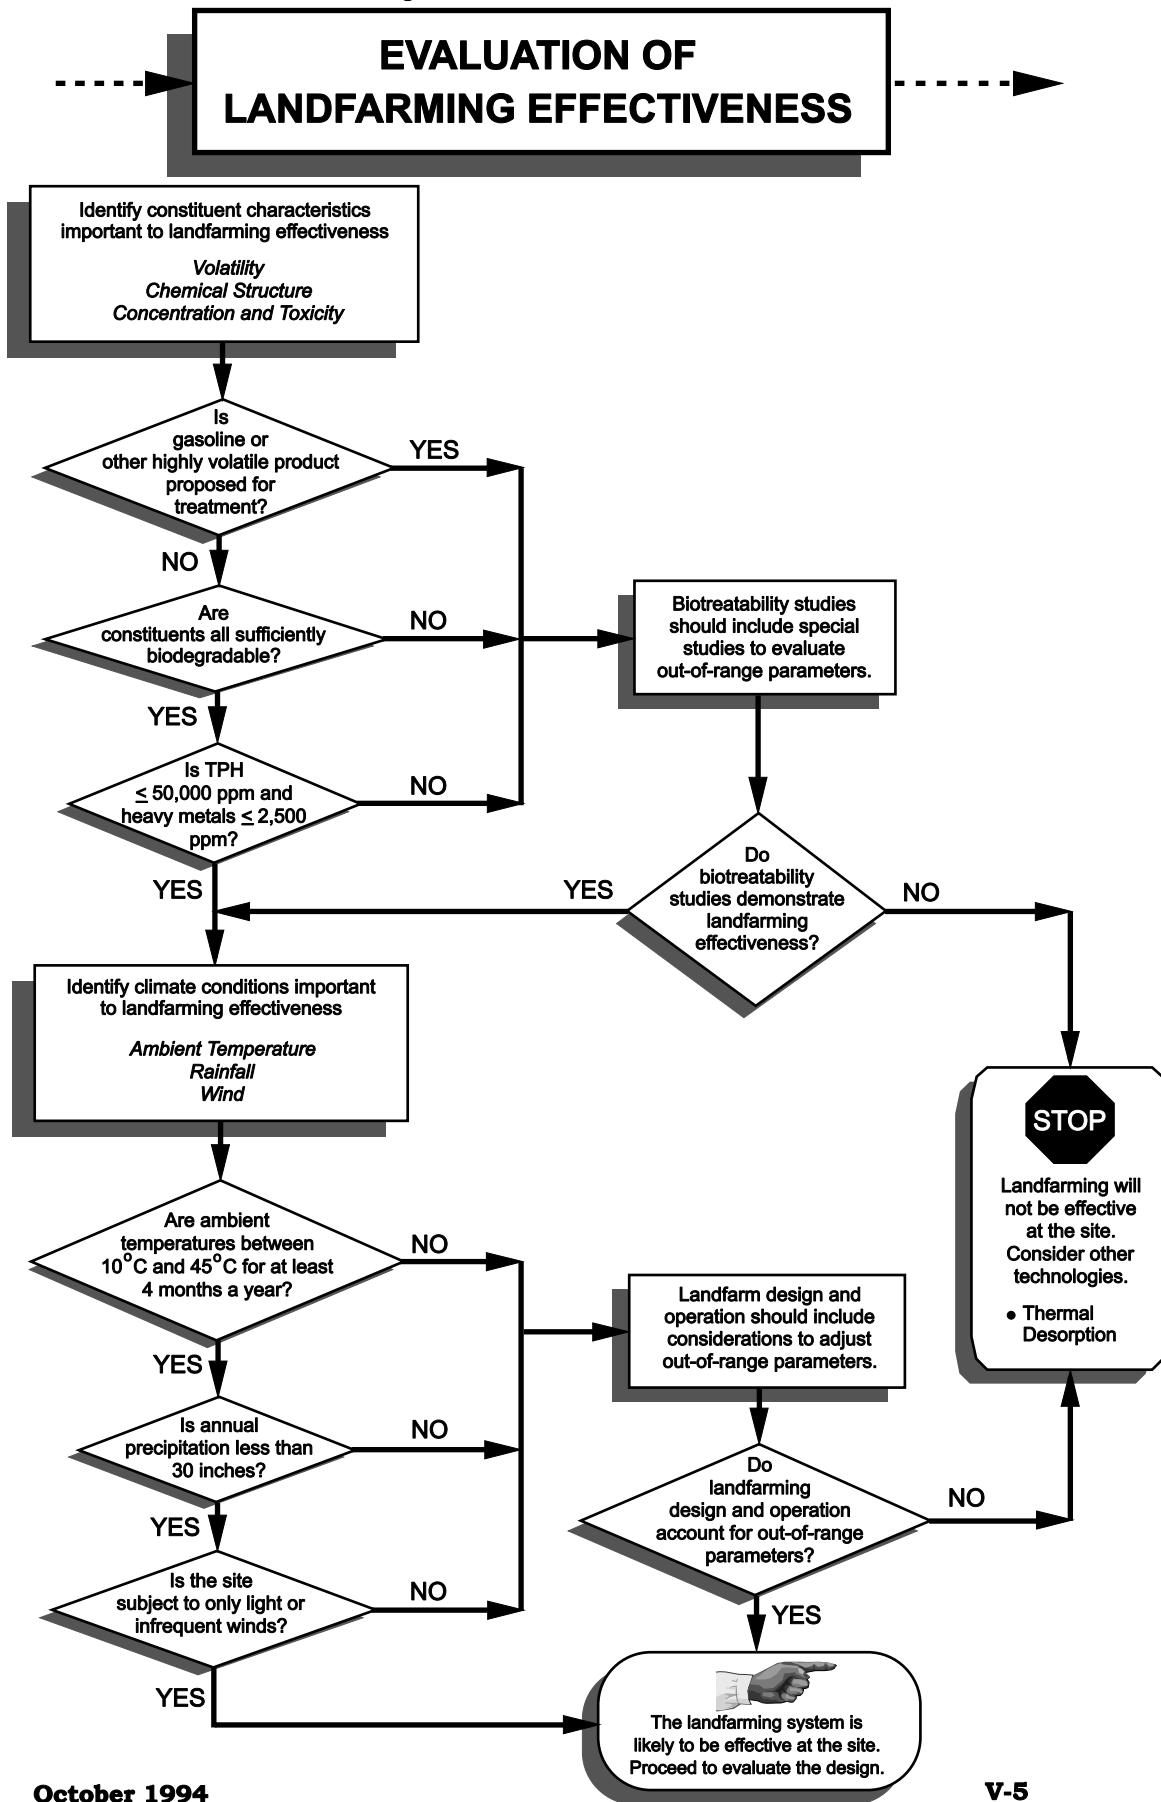 EVALUATION OF
LANDFARMING EFFECTIVENESS
Identify constituent characteristics
important to landfarming effectiveness
Volatility
Chemical Structure
Concentration and Toxicity
Is
gasoline or
other highly volatile product
proposed for
treatment?
YES
NO
Are
constituents all sufficiently
biodegradable?
NO
YES
Is TPH
≤ 50,000 ppm and
heavy metals ≤ 2,500
ppm?
NO
YES
Biotreatability studies
should include special
studies to evaluate
out-of-range parameters.
Do
biotreatability
studies demonstrate
landfarming
effectiveness?
YES
NO
Identify climate conditions important
to landfarming effectiveness
Ambient Temperature
Rainfall
Wind
Are ambient
temperatures between
10°C and 45°C for at least
4 months a year?
NO
YES
Is annual
precipitation less than
30 inches?
NO
YES
Is the site
subject to only light or
infrequent winds?
NO
YES
Landfarm design and
operation should include
considerations to adjust
out-of-range parameters.
Do
landfarming
design and operation
account for out-of-range
parameters?
NO
YES
STOP
Landfarming will
not be effective
at the site.
Consider other
technologies.
● Thermal
Desorption
The landfarming system is
likely to be effective at the site.
Proceed to evaluate the design.
October 1994
V-5